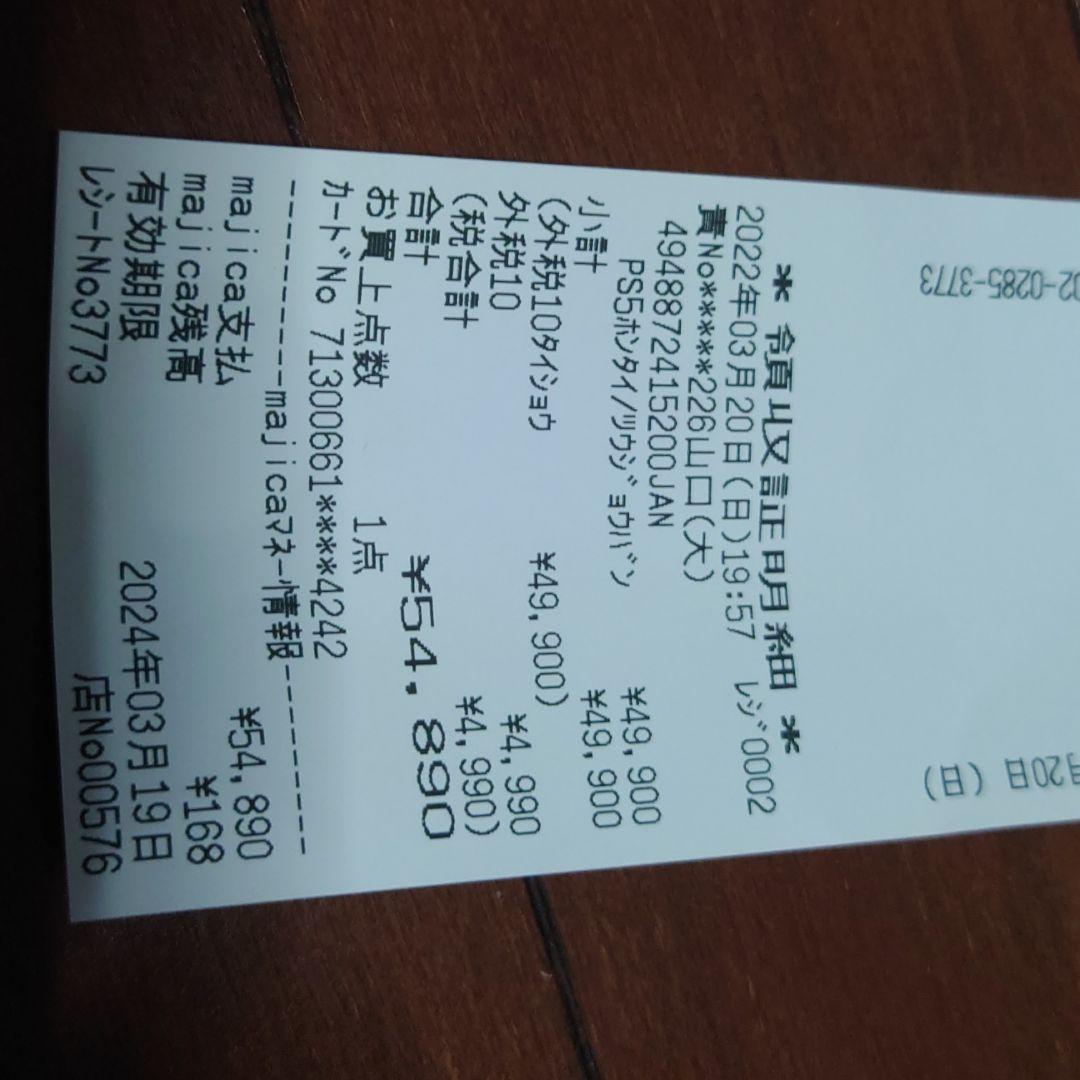 02-0285-3773
月20日(日)
* 領収証明細 *
2022年03月20日(日)19:57 レジ0002
責No*****226山口(大)
4948872415200JAN
PS5ホンタイノツウジョウバン ¥49,900
小計 ¥49,900
(外税10タイショウ ¥49,900)
外税10 ¥4,990
(税合計 ¥4,990)
合計 ¥54,890
お買上点数 1点
カードNo 71300661****4242
---------majicaマネー情報---------
majica支払 ¥54,890
majica残高 ¥168
有効期限 2024年03月19日
レシートNo3773 店No00576